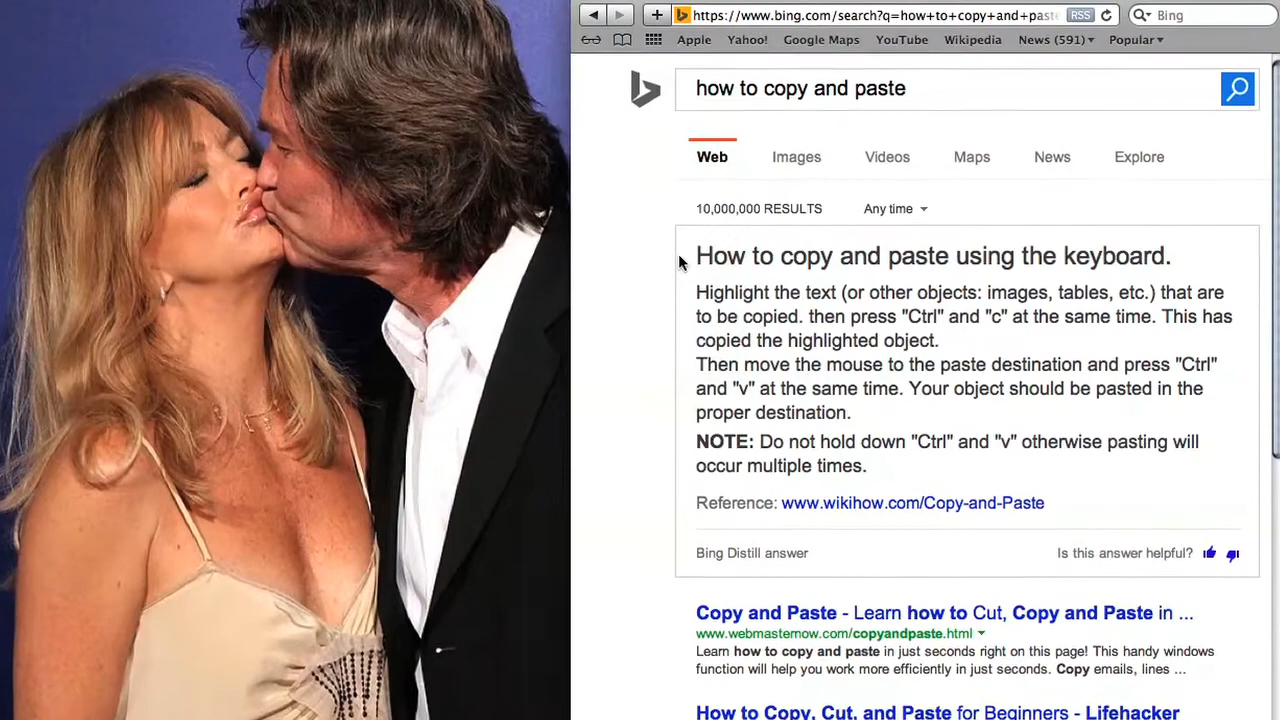 https://www.bing.com/search?q=how+to+copy+and+paste
RSS
Bing
Apple Yahoo! Google Maps YouTube Wikipedia News (591) Popular
how to copy and paste
Web Images Videos Maps News Explore
10,000,000 RESULTS Any time
How to copy and paste using the keyboard.
Highlight the text (or other objects: images, tables, etc.) that are
to be copied. then press "Ctrl" and "c" at the same time. This has
copied the highlighted object.
Then move the mouse to the paste destination and press "Ctrl"
and "v" at the same time. Your object should be pasted in the
proper destination.
NOTE: Do not hold down "Ctrl" and "v" otherwise pasting will
occur multiple times.
Reference: www.wikihow.com/Copy-and-Paste
Bing Distill answer Is this answer helpful?
Copy and Paste - Learn how to Cut, Copy and Paste in ...
www.webmasternow.com/copyandpaste.html
Learn how to copy and paste in just seconds right on this page! This handy windows
function will help you work more efficiently in just seconds. Copy emails, lines ...
How to Copy, Cut, and Paste for Beginners - Lifehacker